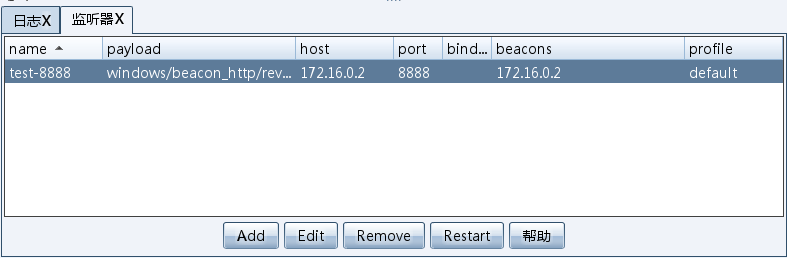 日志X 监听器X
name payload host port bind... beacons profile
test-8888 windows/beacon_http/rev... 172.16.0.2 8888 172.16.0.2 default
Add Edit Remove Restart 帮助